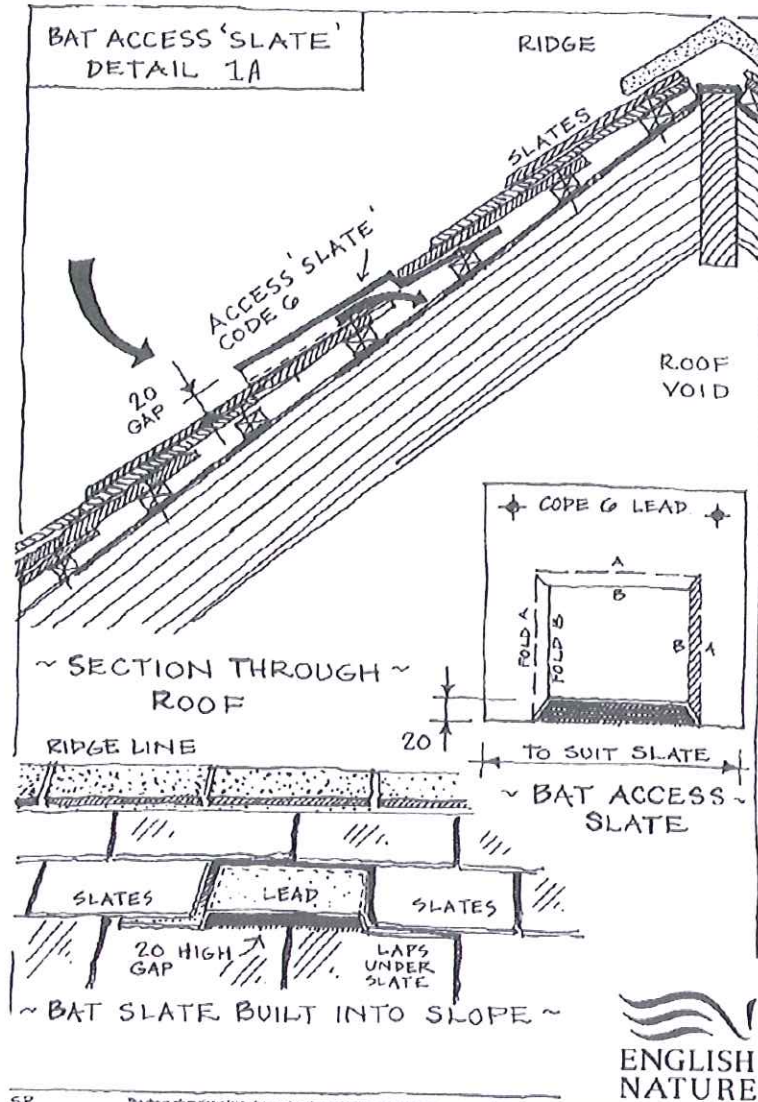 BAT ACCESS 'SLATE'
DETAIL 1A
RIDGE
SLATES
ACCESS 'SLATE'
CODE 6
20
GAP
ROOF
VOID
CODE 6 LEAD
A
B
FOLD A
FOLD B
B
A
20
TO SUIT SLATE
~ BAT ACCESS ~
SLATE
~ SECTION THROUGH ~
ROOF
RIDGE LINE
SLATES
LEAD
SLATES
20 HIGH
GAP
LAPS
UNDER
SLATE
~ BAT SLATE BUILT INTO SLOPE ~
ENGLISH
NATURE